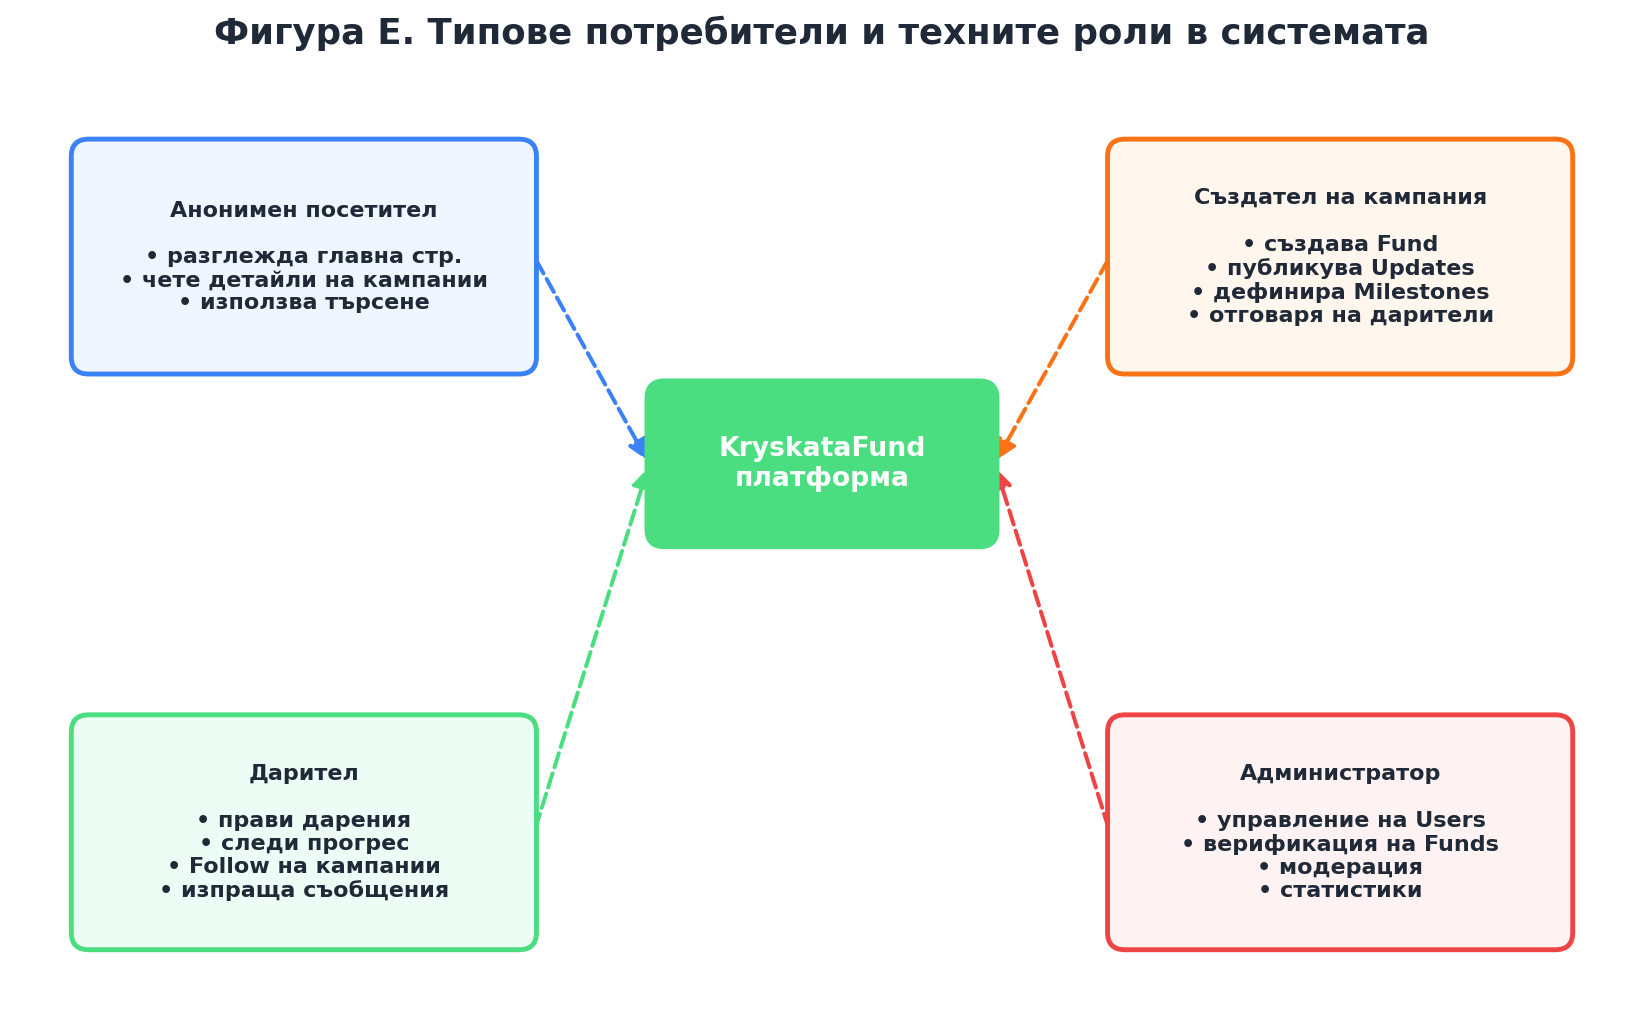 Фигура Е. Типове потребители и техните роли в системата
Анонимен посетител
• разглежда главна стр.
• чете детайли на кампании
• използва търсене
Създател на кампания
• създава Fund
• публикува Updates
• дефинира Milestones
• отговаря на дарители
KryskataFund
платформа
Дарител
• прави дарения
• следи прогрес
• Follow на кампании
• изпраща съобщения
Администратор
• управление на Users
• верификация на Funds
• модерация
• статистики